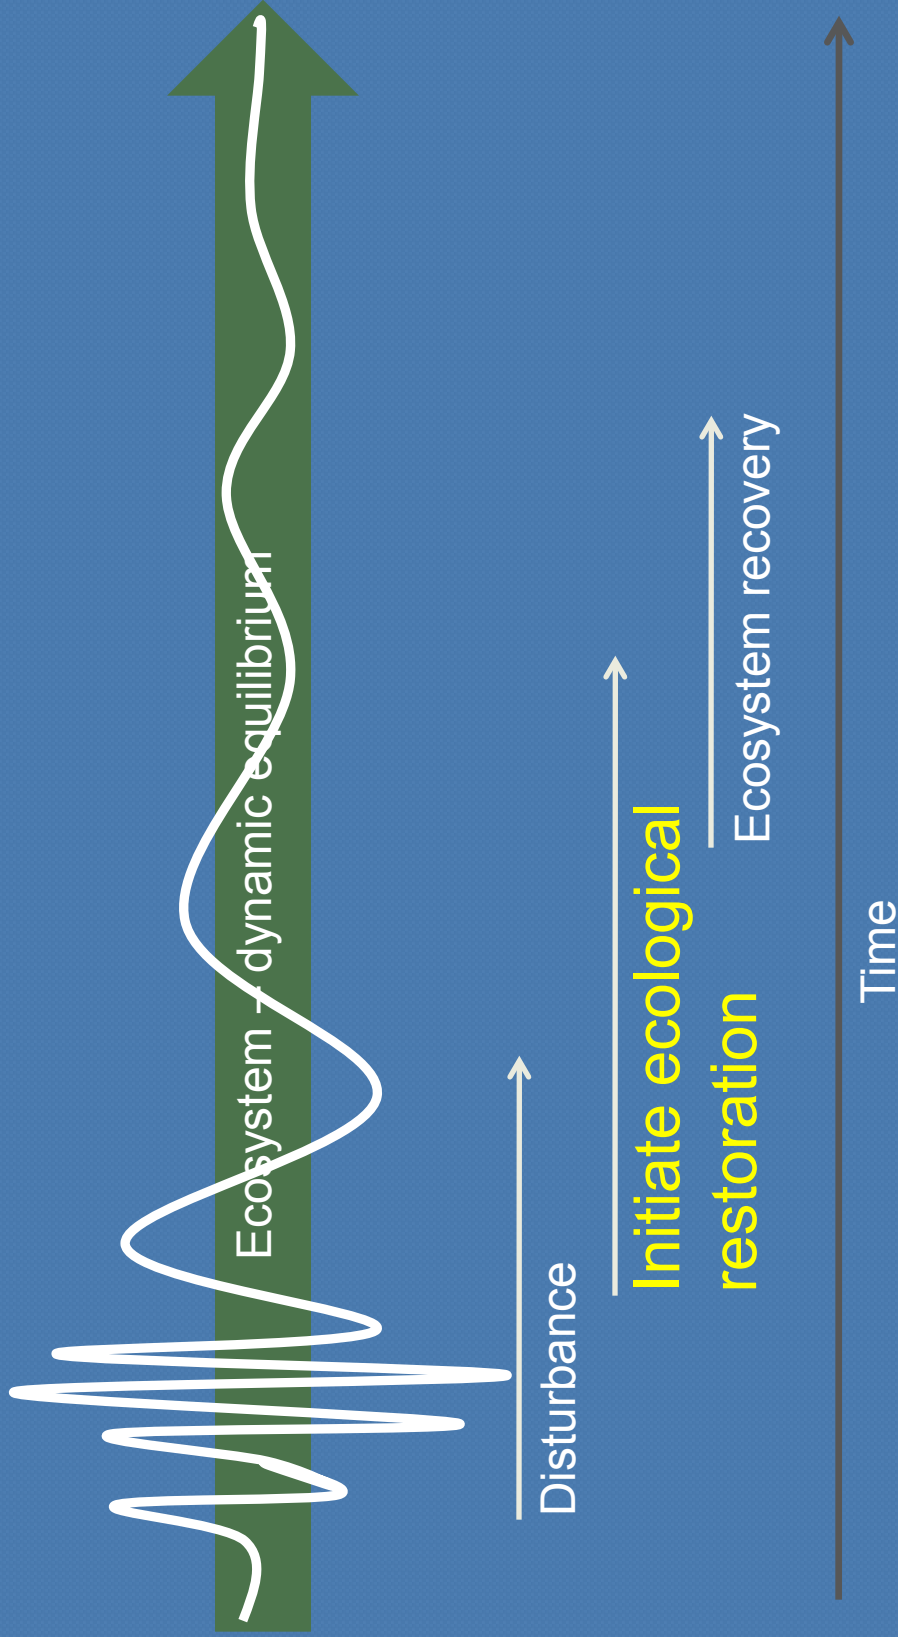 Ecosystem – dynamic equilibrium
Disturbance
Initiate ecological
restoration
Ecosystem recovery
Time